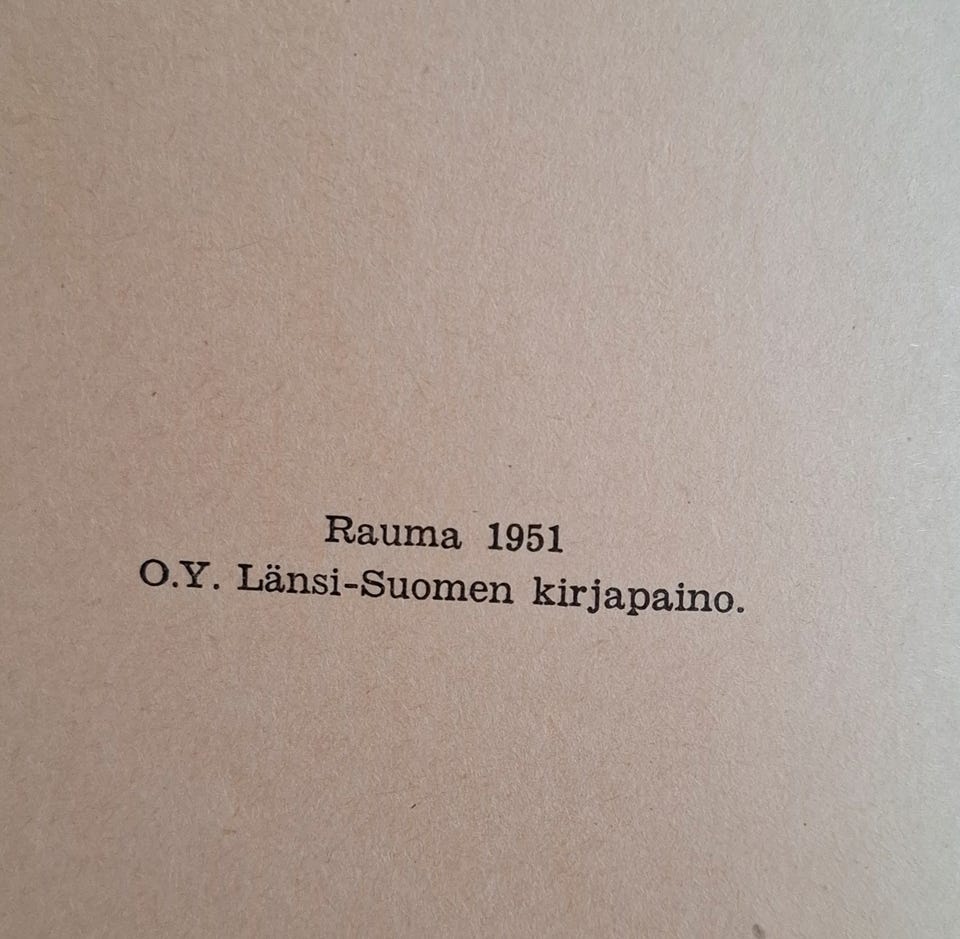 Rauma 1951
O.Y. Länsi-Suomen kirjapaino.